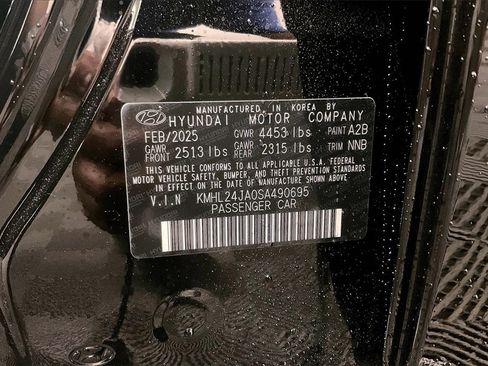 MANUFACTURED IN KOREA BY
HYUNDAI MOTOR COMPANY
FEB/2025 GVWR 4453 lbs PAINT A2B
GAWR FRONT 2513 lbs GAWR REAR 2315 lbs TRIM NNB
THIS VEHICLE CONFORMS TO ALL APPLICABLE U.S.A. FEDERAL
MOTOR VEHICLE SAFETY, BUMPER, AND THEFT PREVENTION STANDARDS
IN EFFECT ON THE DATE OF MANUFACTURE SHOWN ABOVE.
V.I.N KMHL24JA0SA490695
PASSENGER CAR